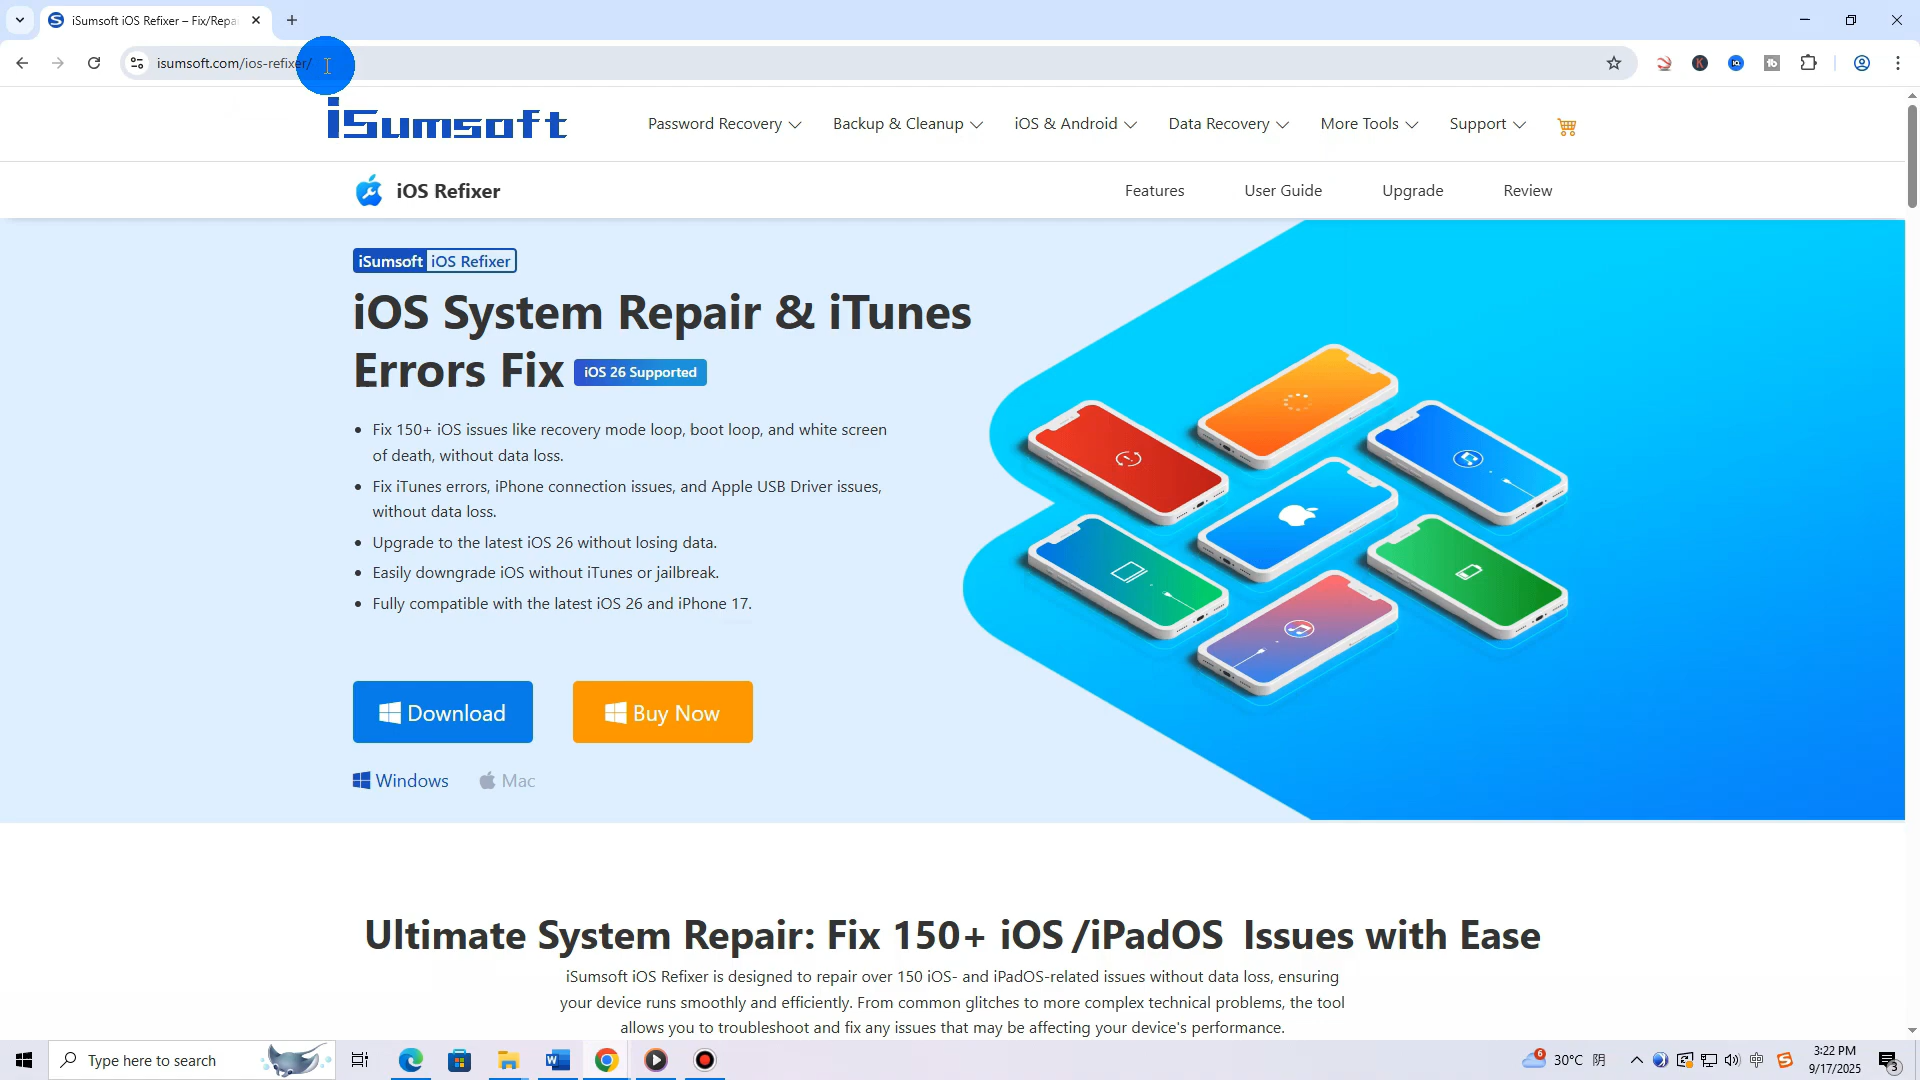 iSumsoft iOS Refixer – Fix/Repa
isumsoft.com/ios-refixer/
iSumsoft
Password Recovery
Backup & Cleanup
iOS & Android
Data Recovery
More Tools
Support
iOS Refixer
Features
User Guide
Upgrade
Review
iSumsoft iOS Refixer
iOS System Repair & iTunes
Errors Fix iOS 26 Supported
• Fix 150+ iOS issues like recovery mode loop, boot loop, and white screen
of death, without data loss.
• Fix iTunes errors, iPhone connection issues, and Apple USB Driver issues,
without data loss.
• Upgrade to the latest iOS 26 without losing data.
• Easily downgrade iOS without iTunes or jailbreak.
• Fully compatible with the latest iOS 26 and iPhone 17.
Download
Buy Now
Windows
Mac
Ultimate System Repair: Fix 150+ iOS /iPadOS Issues with Ease
iSumsoft iOS Refixer is designed to repair over 150 iOS- and iPadOS-related issues without data loss, ensuring
your device runs smoothly and efficiently. From common glitches to more complex technical problems, the tool
allows you to troubleshoot and fix any issues that may be affecting your device's performance.
Type here to search
6
30°C 阴
中
3:22 PM
9/17/2025
3